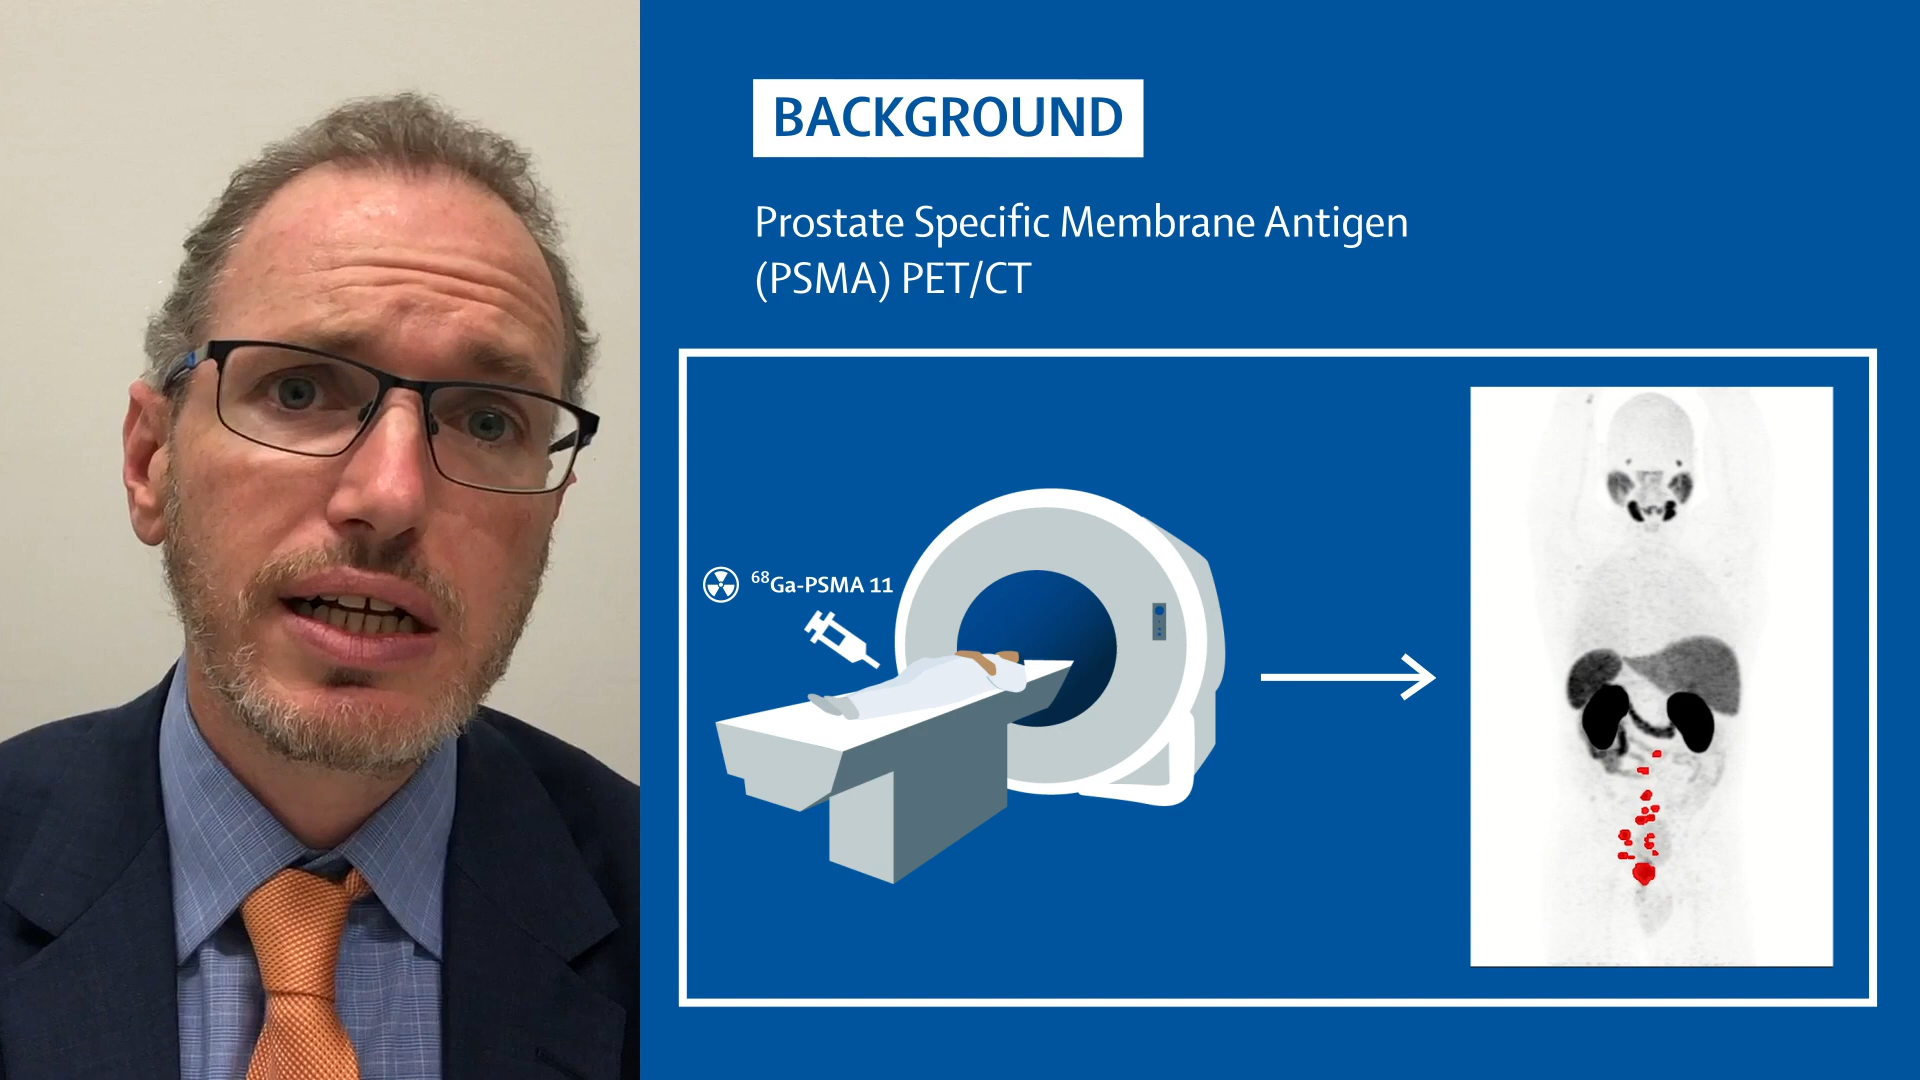 BACKGROUND
Prostate Specific Membrane Antigen
(PSMA) PET/CT
⁶⁸Ga-PSMA 11